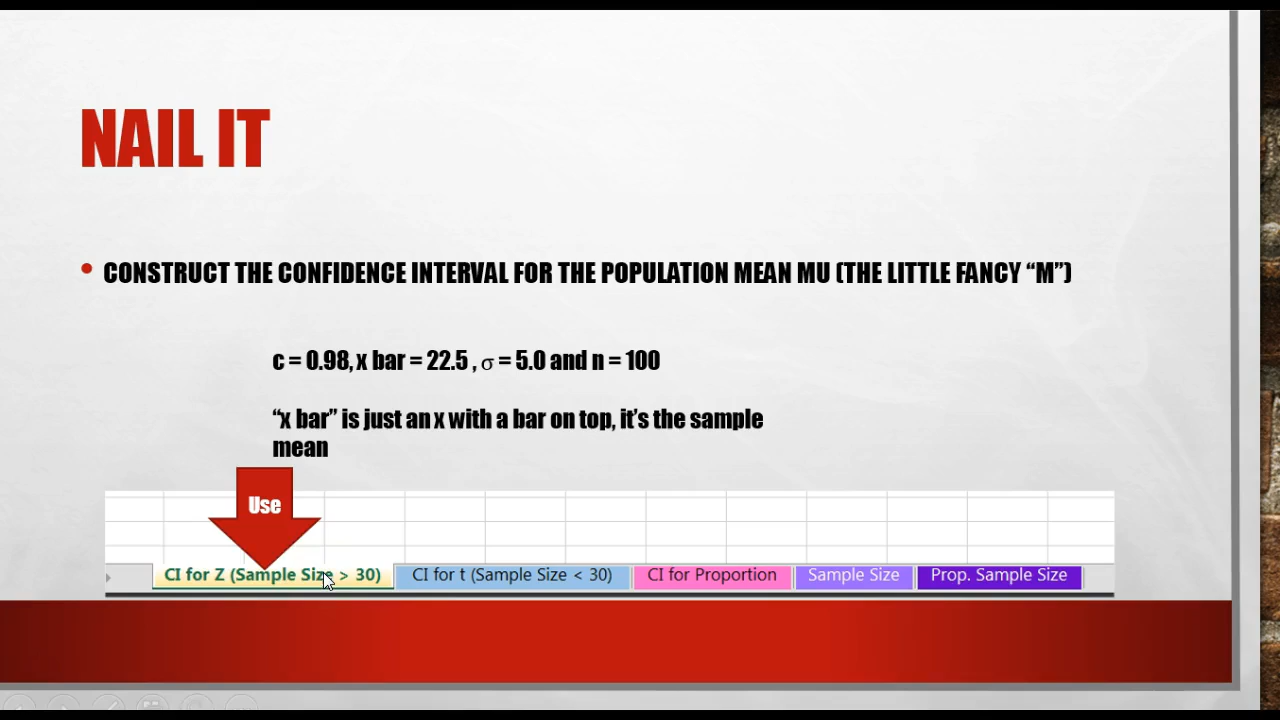 NAIL IT
• CONSTRUCT THE CONFIDENCE INTERVAL FOR THE POPULATION MEAN MU (THE LITTLE FANCY “M”)
c = 0.98, x bar = 22.5 , σ = 5.0 and n = 100
“x bar” is just an x with a bar on top, it’s the sample
mean
Use
CI for Z (Sample Size > 30) CI for t (Sample Size < 30) CI for Proportion Sample Size Prop. Sample Size